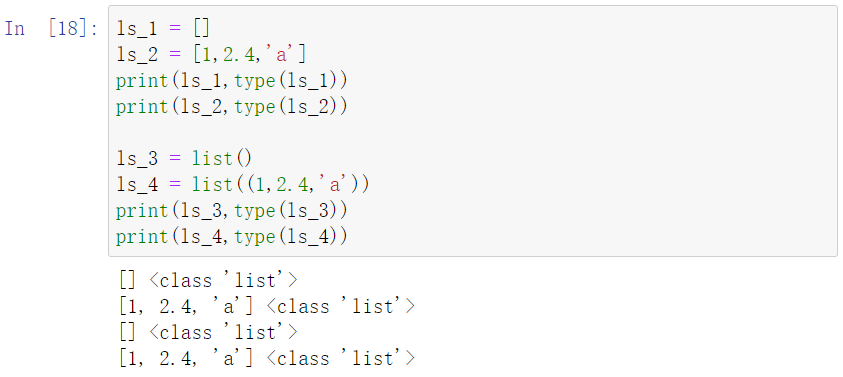 In [18]: ls_1 = []
ls_2 = [1,2.4,'a']
print(ls_1,type(ls_1))
print(ls_2,type(ls_2))
ls_3 = list()
ls_4 = list((1,2.4,'a'))
print(ls_3,type(ls_3))
print(ls_4,type(ls_4))
[] <class 'list'>
[1, 2.4, 'a'] <class 'list'>
[] <class 'list'>
[1, 2.4, 'a'] <class 'list'>